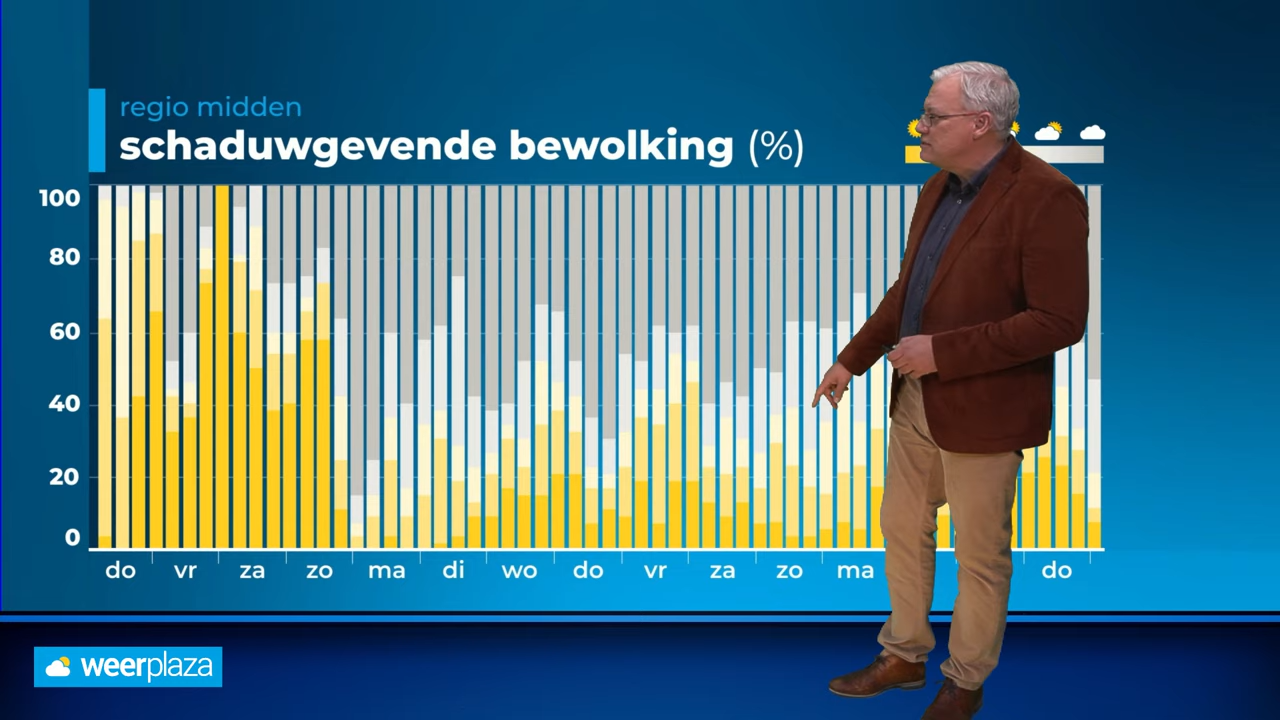 regio midden
schaduwgevende bewolking (%)
100
80
60
40
20
0
do vr za zo ma di wo do vr za zo ma do
weerplaza